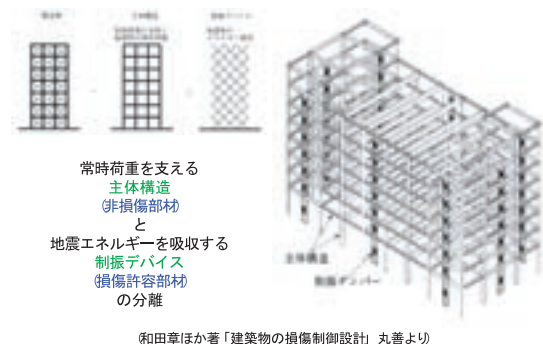 常時荷重を支える
主体構造
(非損傷部材)
と
地震エネルギーを吸収する
制振デバイス
(損傷許容部材)
の分離
主体構造
制振ダンパー
(和田章ほか著「建築物の損傷制御設計」丸善より)